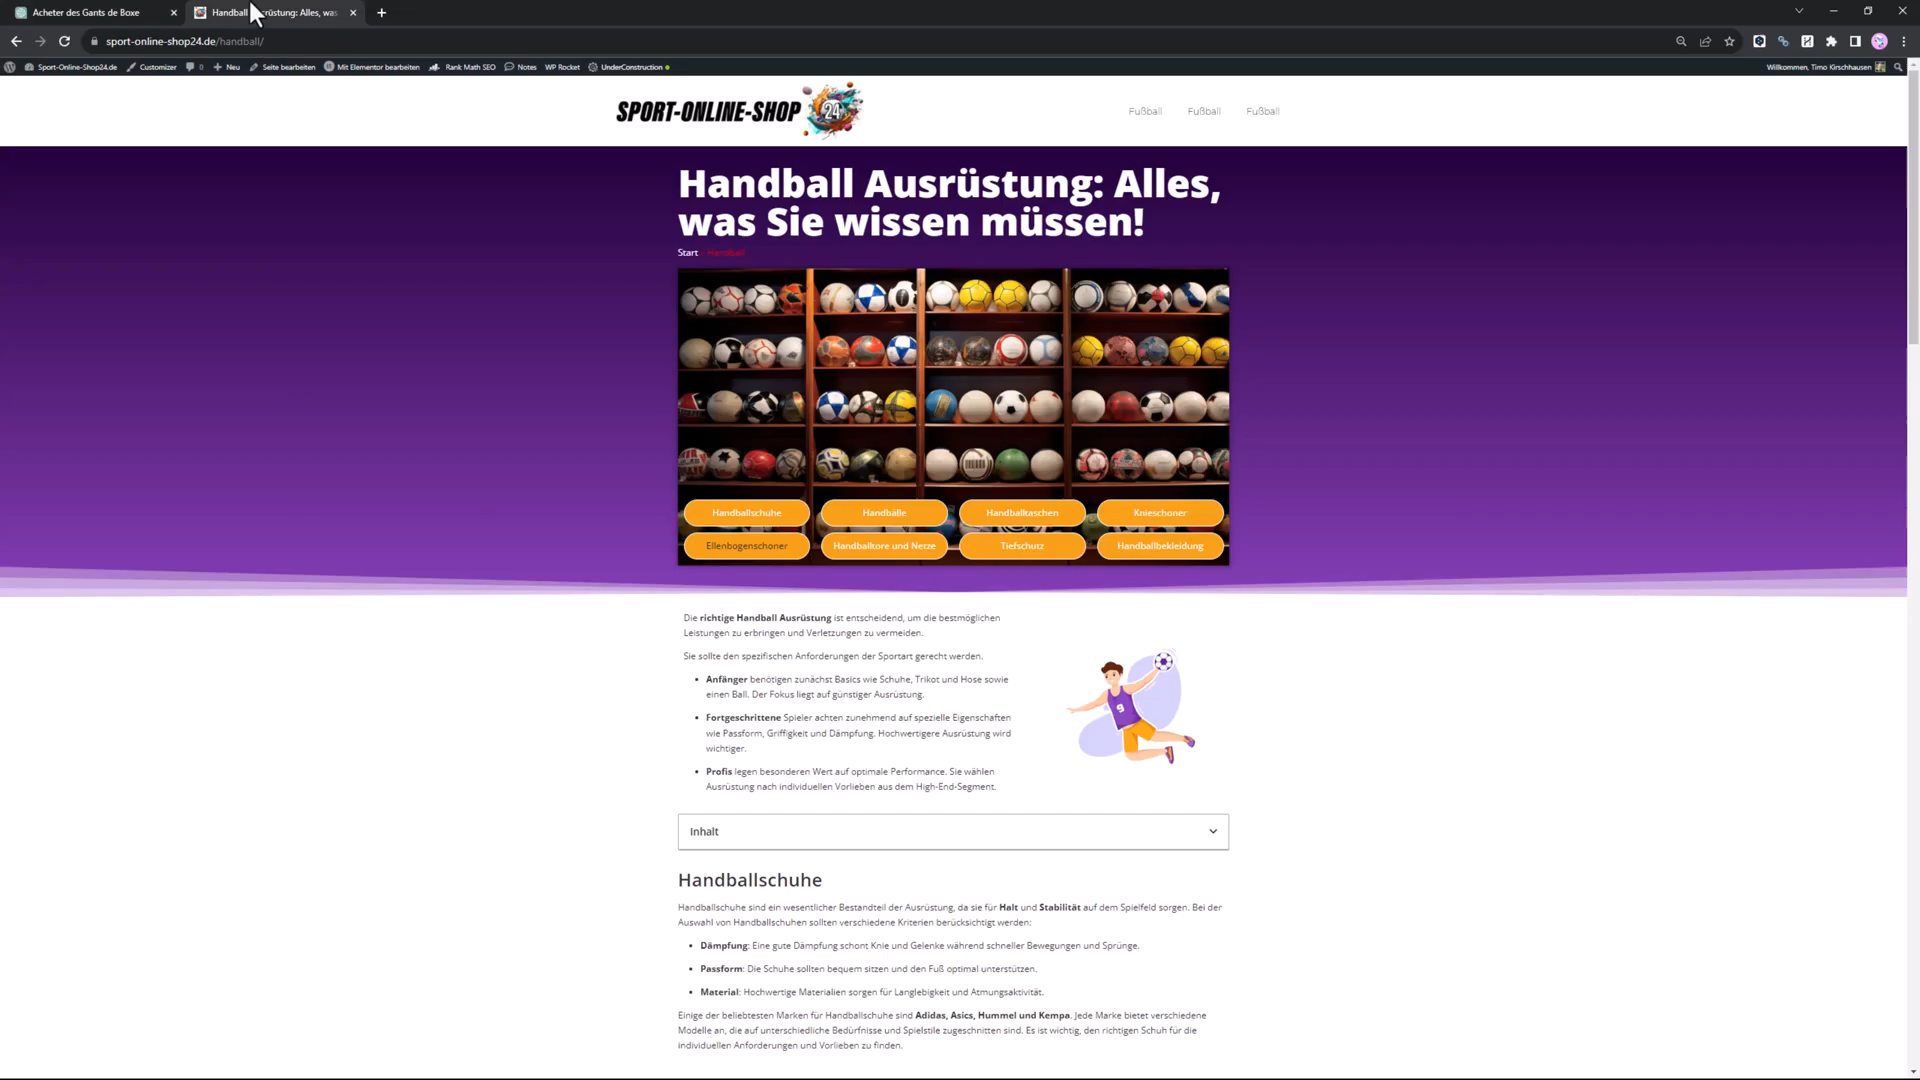 Acheter des Gants de Boxe
Handball rüstung: Alles, was
sport-online-shop24.de/handball/
Sport-Online-Shop24.de Customizer 0 Neu Seite bearbeiten Mit Elementor bearbeiten Rank Math SEO Notes WP Rocket UnderConstruction Willkommen, Timo Kirschhausen
SPORT-ONLINE-SHOP 24
Fußball Fußball Fußball
Handball Ausrüstung: Alles,
was Sie wissen müssen!
Start - Handball
Handballschuhe Handbälle Handballtaschen Knieschoner
Ellenbogenschoner Handballtore und Netze Tiefschutz Handballbekleidung
Die richtige Handball Ausrüstung ist entscheidend, um die bestmöglichen
Leistungen zu erbringen und Verletzungen zu vermeiden.
Sie sollte den spezifischen Anforderungen der Sportart gerecht werden.
• Anfänger benötigen zunächst Basics wie Schuhe, Trikot und Hose sowie
einen Ball. Der Fokus liegt auf günstiger Ausrüstung.
• Fortgeschrittene Spieler achten zunehmend auf spezielle Eigenschaften
wie Passform, Griffigkeit und Dämpfung. Hochwertigere Ausrüstung wird
wichtiger.
• Profis legen besonderen Wert auf optimale Performance. Sie wählen
Ausrüstung nach individuellen Vorlieben aus dem High-End-Segment.
9
Inhalt
Handballschuhe
Handballschuhe sind ein wesentlicher Bestandteil der Ausrüstung, da sie für Halt und Stabilität auf dem Spielfeld sorgen. Bei der
Auswahl von Handballschuhen sollten verschiedene Kriterien berücksichtigt werden:
• Dämpfung: Eine gute Dämpfung schont Knie und Gelenke während schneller Bewegungen und Sprünge.
• Passform: Die Schuhe sollten bequem sitzen und den Fuß optimal unterstützen.
• Material: Hochwertige Materialien sorgen für Langlebigkeit und Atmungsaktivität.
Einige der beliebtesten Marken für Handballschuhe sind Adidas, Asics, Hummel und Kempa. Jede Marke bietet verschiedene
Modelle an, die auf unterschiedliche Bedürfnisse und Spielstile zugeschnitten sind. Es ist wichtig, den richtigen Schuh für die
individuellen Anforderungen und Vorlieben zu finden.